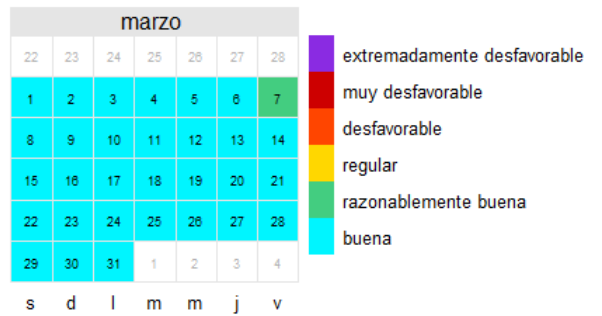 marzo
22 23 24 25 26 27 28
1 2 3 4 5 6 7
8 9 10 11 12 13 14
15 16 17 18 19 20 21
22 23 24 25 26 27 28
29 30 31 1 2 3 4
s d l m m j v
extremadamente desfavorable
muy desfavorable
desfavorable
regular
razonablemente buena
buena